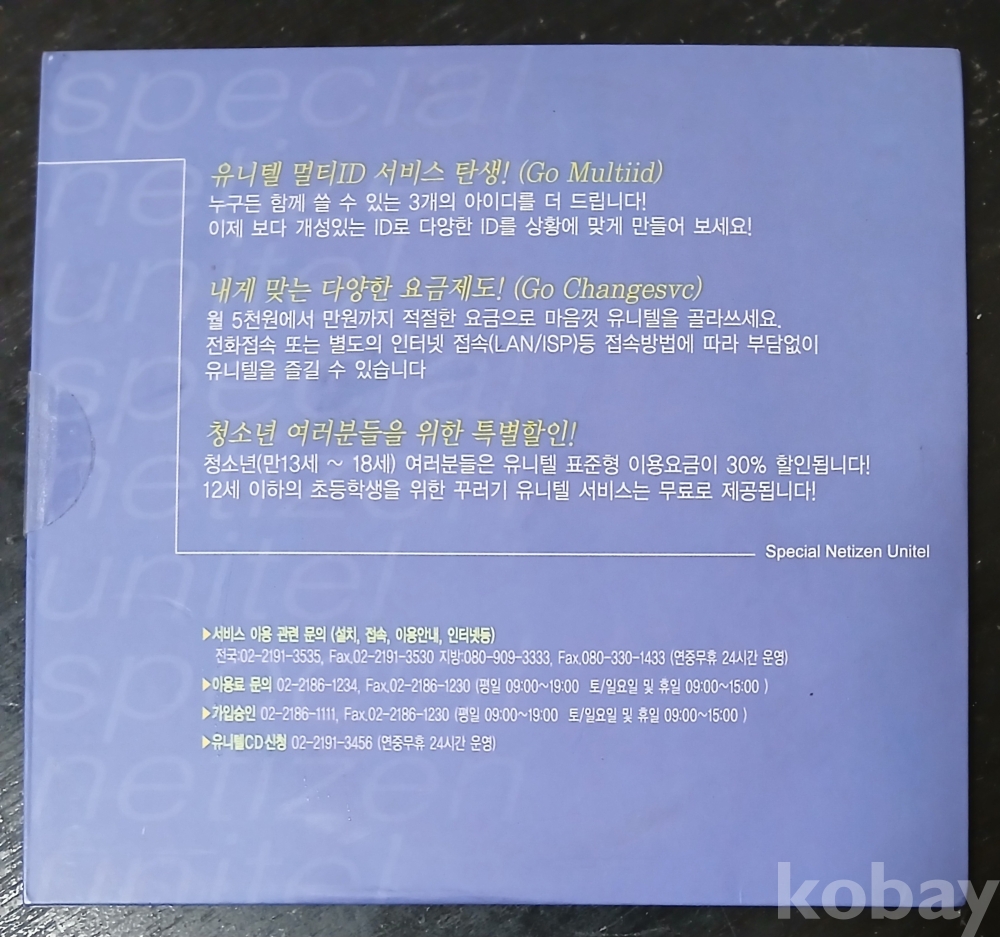 special
netizen
unitel
special
netizen
unitel
special
netizen
unitel
유니텔 멀티ID 서비스 탄생! (Go Multiid)
누구든 함께 쓸 수 있는 3개의 아이디를 더 드립니다!
이제 보다 개성있는 ID로 다양한 ID를 상황에 맞게 만들어 보세요!
내게 맞는 다양한 요금제도! (Go Changesvc)
월 5천원에서 만원까지 적절한 요금으로 마음껏 유니텔을 골라쓰세요.
전화접속 또는 별도의 인터넷 접속(LAN/ISP)등 접속방법에 따라 부담없이
유니텔을 즐길 수 있습니다
청소년 여러분들을 위한 특별할인!
청소년(만13세 ~ 18세) 여러분들은 유니텔 표준형 이용요금이 30% 할인됩니다!
12세 이하의 초등학생을 위한 꾸러기 유니텔 서비스는 무료로 제공됩니다!
Special Netizen Unitel
▶서비스 이용 관련 문의 (설치, 접속, 이용안내, 인터넷등)
전국:02-2191-3535, Fax.02-2191-3530 지방:080-909-3333, Fax.080-330-1433 (연중무휴 24시간 운영)
▶이용료 문의 02-2186-1234, Fax.02-2186-1230 (평일 09:00~19:00 토/일요일 및 휴일 09:00~15:00 )
▶가입승인 02-2186-1111, Fax.02-2186-1230 (평일 09:00~19:00 토/일요일 및 휴일 09:00~15:00 )
▶유니텔CD신청 02-2191-3456 (연중무휴 24시간 운영)
kobay